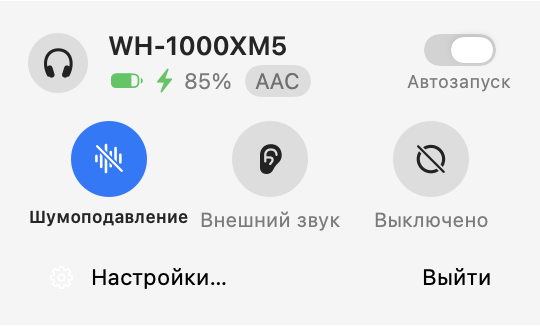 WH-1000XM5
85% AAC
Автозапуск
Шумоподавление Внешний звук Выключено
Настройки... Выйти